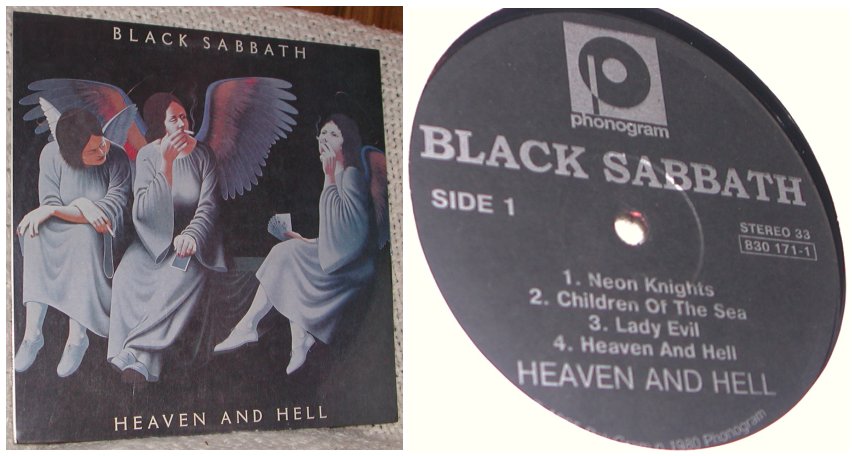 BLACK SABBATH
HEAVEN AND HELL
phonogram
BLACK SABBATH
SIDE 1
STEREO 33
830 171-1
1. Neon Knights
2. Children Of The Sea
3. Lady Evil
4. Heaven And Hell
HEAVEN AND HELL
1980 Phonogram